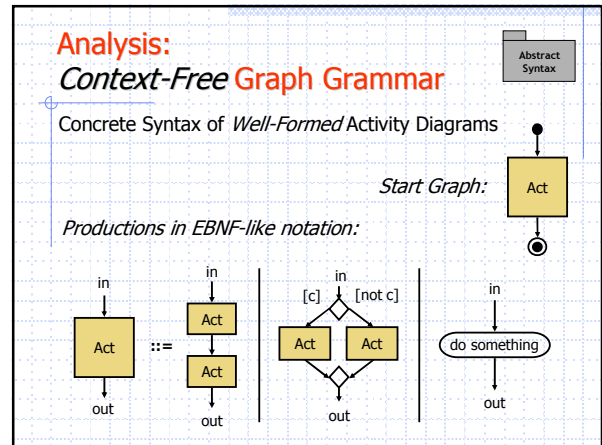 Analysis:
Context-Free Graph Grammar
Abstract
Syntax
Concrete Syntax of Well-Formed Activity Diagrams
Start Graph:
Act
Productions in EBNF-like notation:
in
Act
out
::=
in
Act
Act
out
in
[c]
[not c]
Act
Act
out
in
do something
out